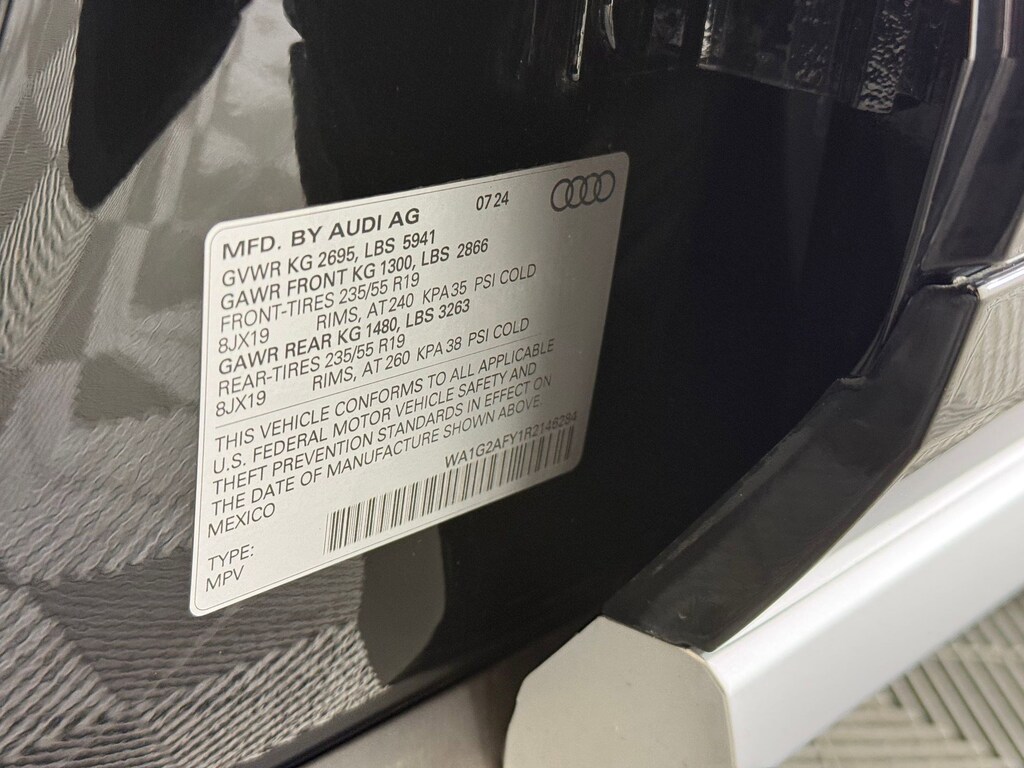 MFD. BY AUDI AG 07 24
GVWR KG 2695, LBS 5941
GAWR FRONT KG 1300, LBS 2866
FRONT-TIRES 235/55 R19
8JX19 RIMS, AT 240 KPA 35 PSI COLD
GAWR REAR KG 1480, LBS 3263
REAR-TIRES 235/55 R19
8JX19 RIMS, AT 260 KPA 38 PSI COLD
THIS VEHICLE CONFORMS TO ALL APPLICABLE
U.S. FEDERAL MOTOR VEHICLE SAFETY AND
THEFT PREVENTION STANDARDS IN EFFECT ON
THE DATE OF MANUFACTURE SHOWN ABOVE.
MEXICO WA1G2AFY1R2146284
TYPE:
MPV